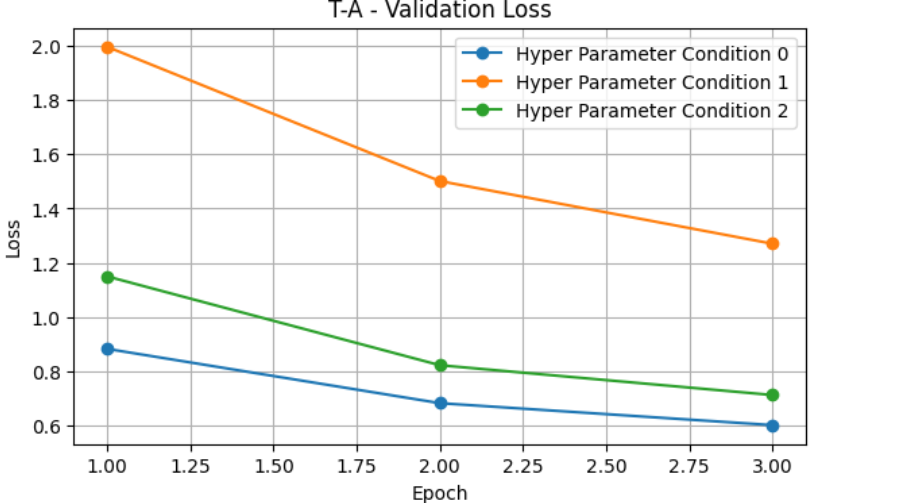 T-A - Validation Loss
Hyper Parameter Condition 0
Hyper Parameter Condition 1
Hyper Parameter Condition 2
2.0
1.8
1.6
1.4
1.2
1.0
0.8
0.6
Loss
1.00 1.25 1.50 1.75 2.00 2.25 2.50 2.75 3.00
Epoch